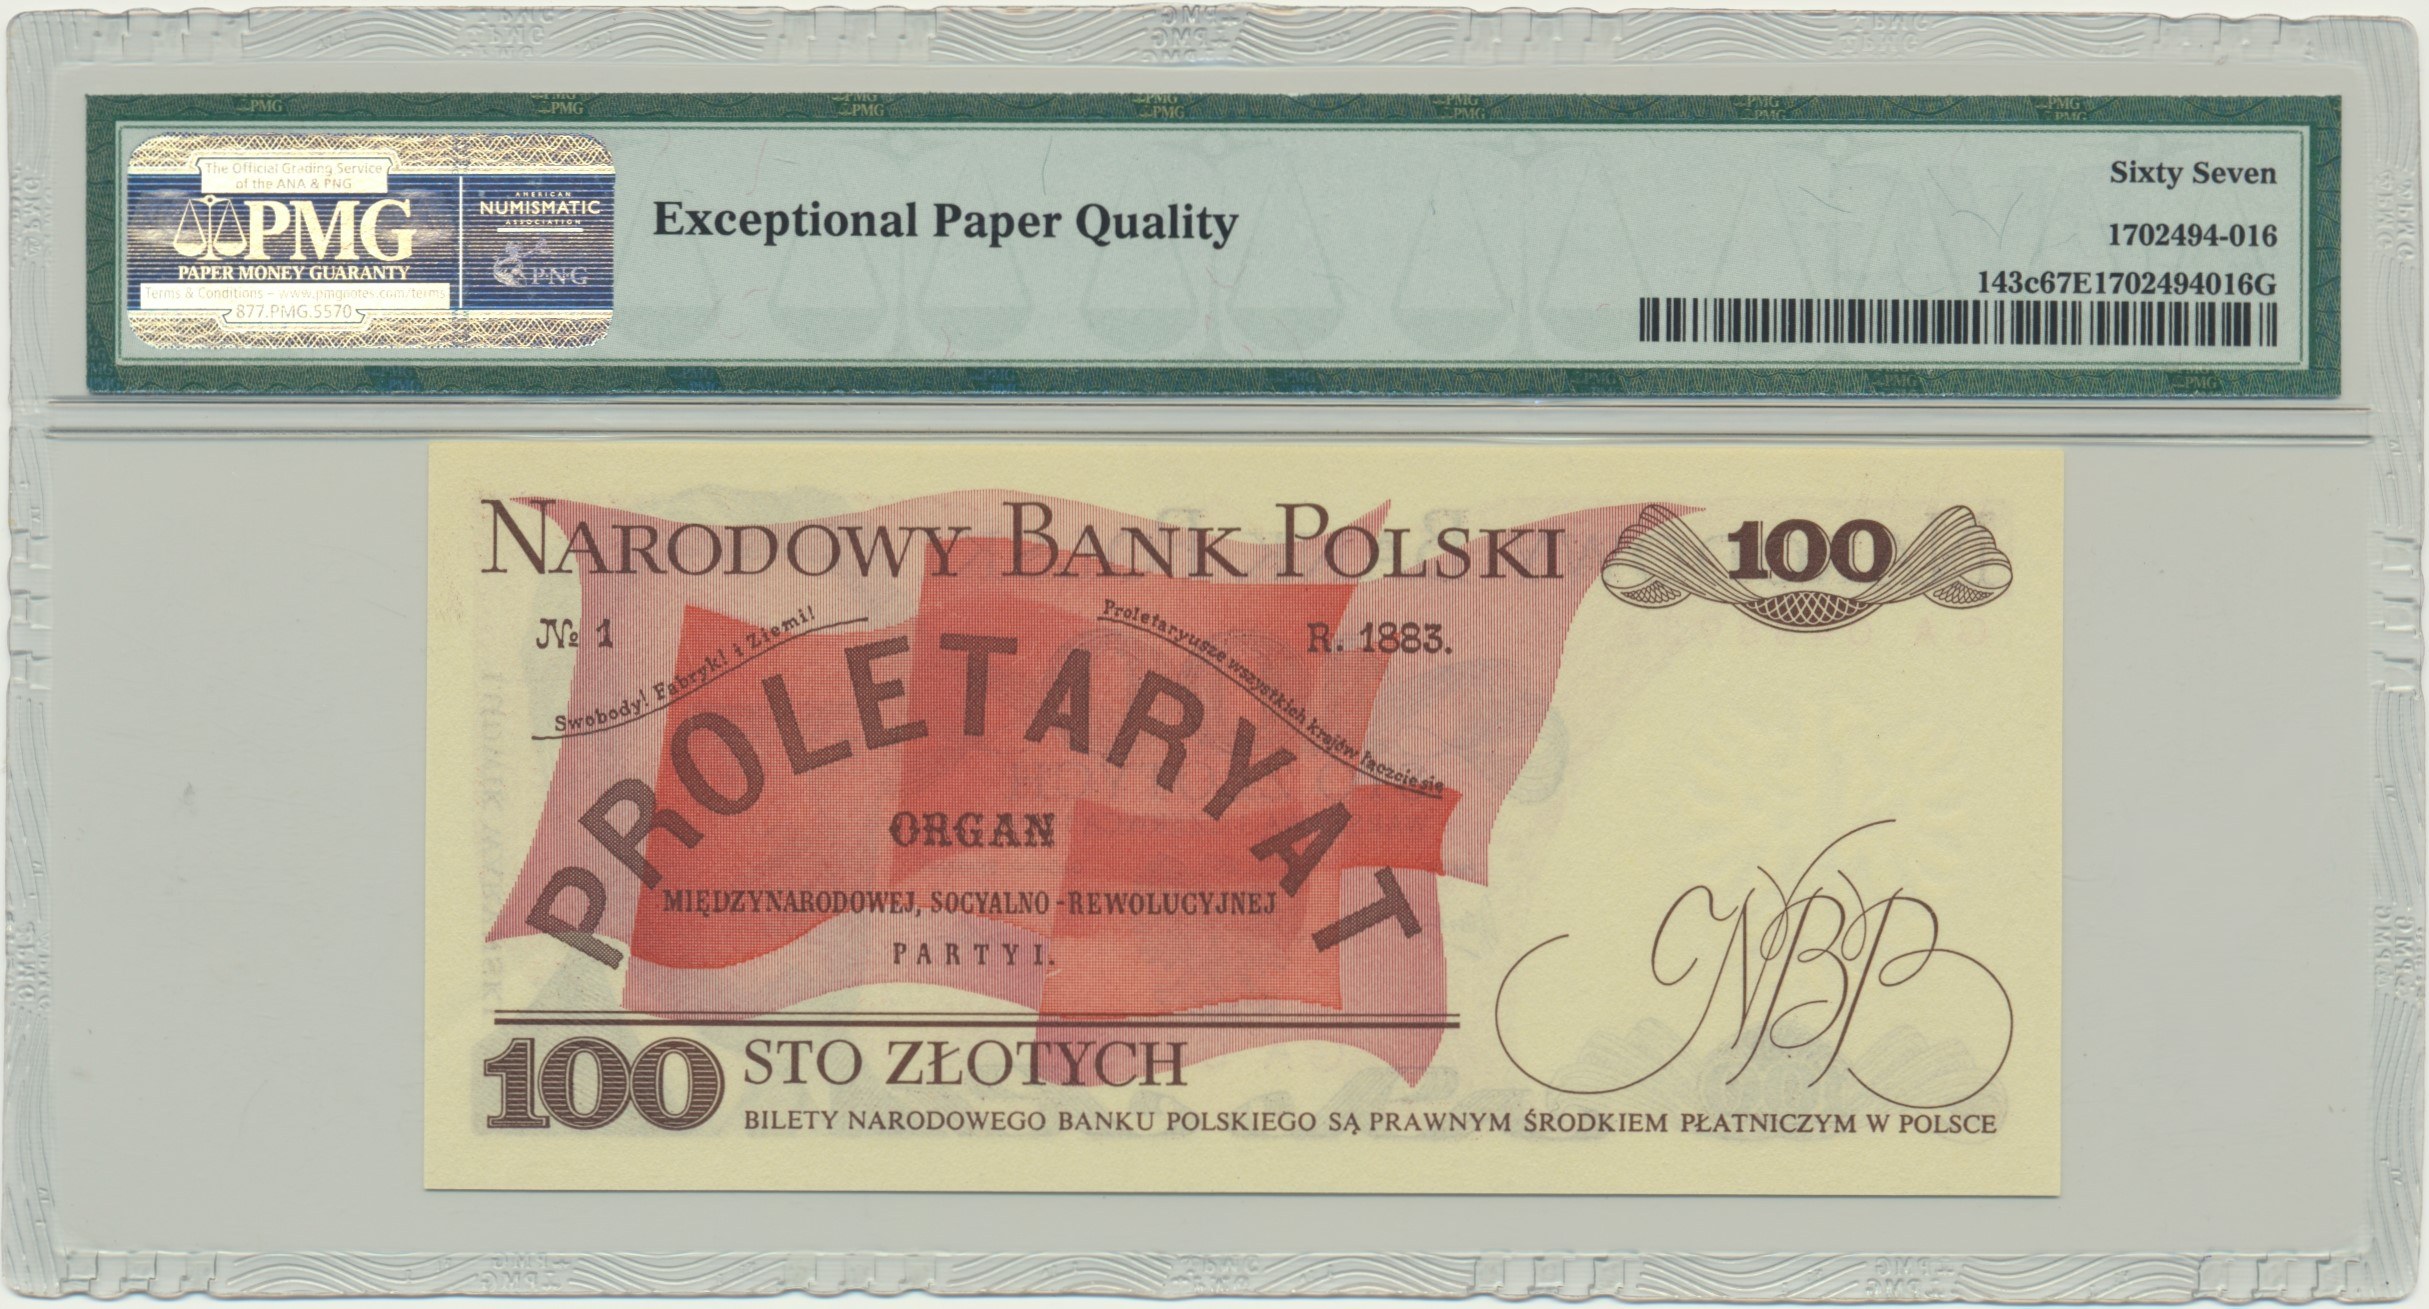 The Official Grading Service
of the ANA & PNG
PMG
PAPER MONEY GUARANTY
Terms & Conditions – www.pmgnotes.com/terms
877.PMG.5570
AMERICAN
NUMISMATIC
ASSOCIATION
PNG
Exceptional Paper Quality
Sixty Seven
1702494-016
143c67E1702494016G
NARODOWY BANK POLSKI
100
№ 1
Swobody! Fabryk! i Ziemi!
Proletaryusze wszystkich krajów łączcie się
R. 1883.
PROLETARYAT
ORGAN
MIĘDZYNARODOWEJ, SOCYALNO-REWOLUCYJNEJ
PARTYI.
NBP
100 STO ZŁOTYCH
BILETY NARODOWEGO BANKU POLSKIEGO SĄ PRAWNYM ŚRODKIEM PŁATNICZYM W POLSCE